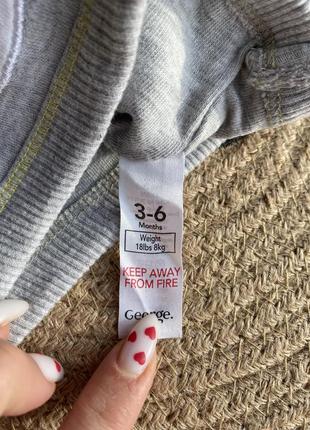 3-6
Months
Weight
18lbs 8kg
KEEP AWAY
FROM FIRE
George.